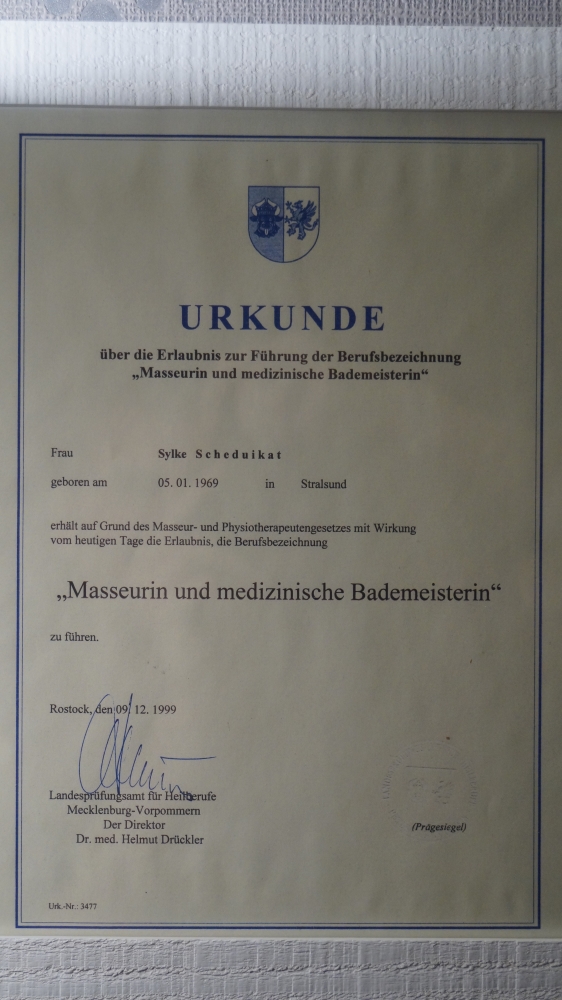 URKUNDE
über die Erlaubnis zur Führung der Berufsbezeichnung
„Masseurin und medizinische Bademeisterin“
Frau Sylke Scheduikat
geboren am 05. 01. 1969 in Stralsund
erhält auf Grund des Masseur- und Physiotherapeutengesetzes mit Wirkung
vom heutigen Tage die Erlaubnis, die Berufsbezeichnung
„Masseurin und medizinische Bademeisterin“
zu führen.
Rostock, den 09. 12. 1999
Landesprüfungsamt für Heilberufe
Mecklenburg-Vorpommern
Der Direktor
Dr. med. Helmut Drückler
(Prägesiegel)
Urk.-Nr.: 3477